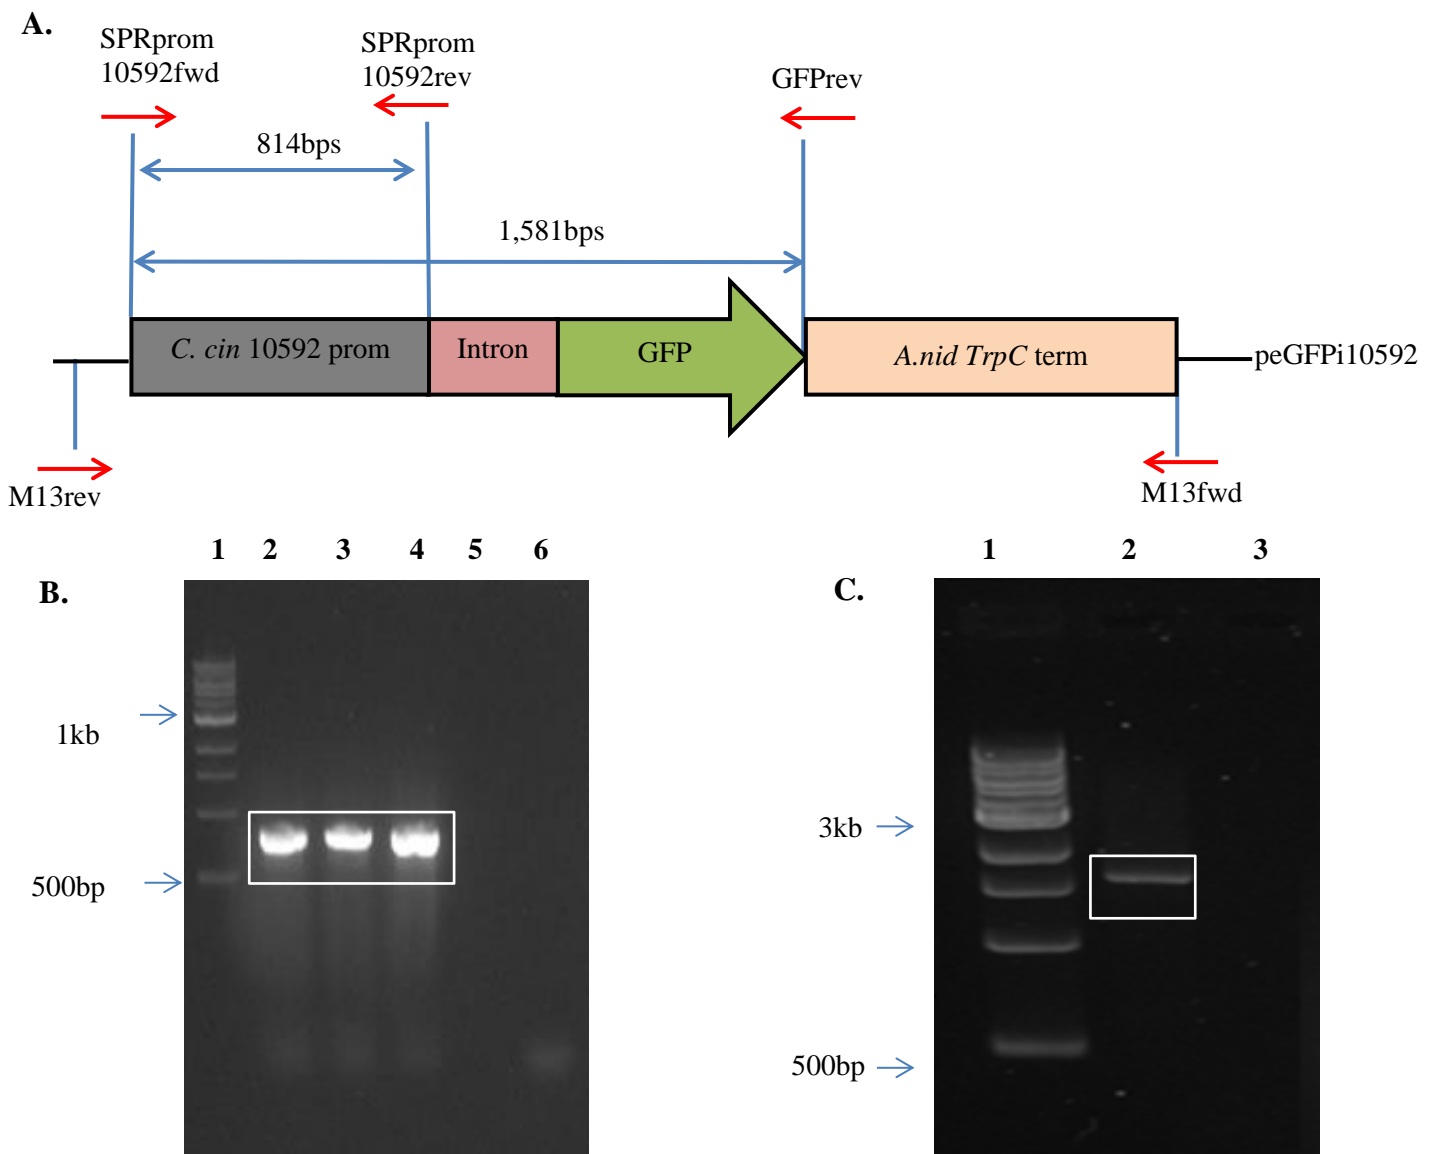 A.
SPRprom
10592fwd
SPRprom
10592rev
GFPrev
814bps
1,581bps
C. cin 10592 prom
Intron
GFP
A.nid TrpC term
peGFPi10592
M13rev
M13fwd
1 2 3 4 5 6
B.
1kb
500bp
1 2 3
C.
3kb
500bp